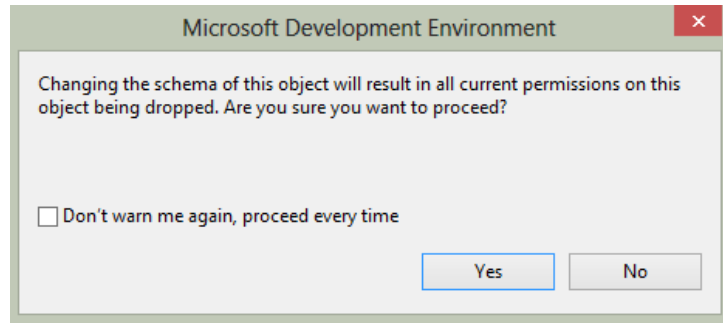 Microsoft Development Environment
Changing the schema of this object will result in all current permissions on this
object being dropped. Are you sure you want to proceed?
Don't warn me again, proceed every time
Yes
No